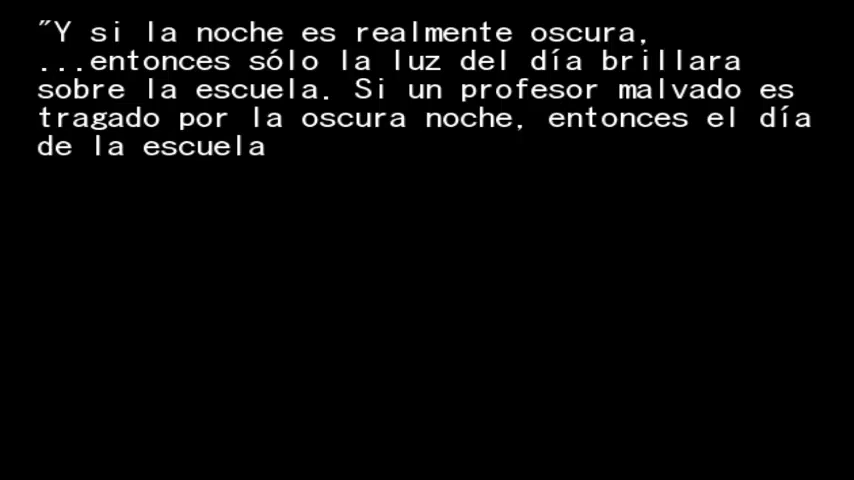 "Y si la noche es realmente oscura,
...entonces sólo la luz del día brillara
sobre la escuela. Si un profesor malvado es
tragado por la oscura noche, entonces el día
de la escuela